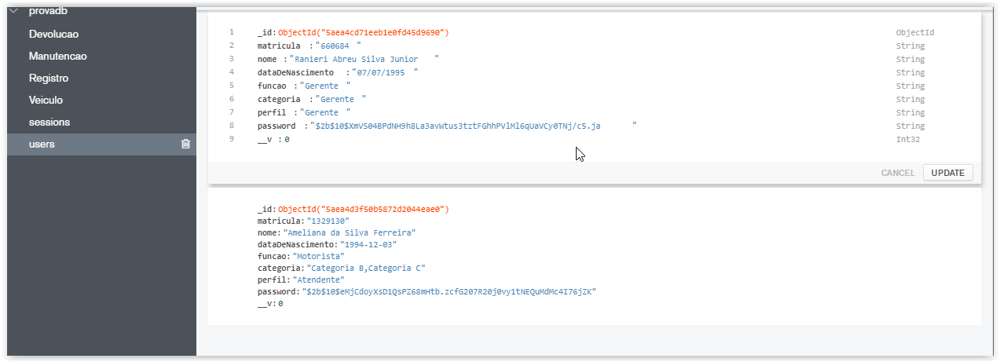 provadb
Devolucao
Manutencao
Registro
Veiculo
sessions
users
1 _id:ObjectId("5aea4cd71eeb1e0fd45d9690") ObjectId
2 matricula :"660684 " String
3 nome :"Ranieri Abreu Silva Junior " String
4 dataDeNascimento :"07/07/1995 " String
5 funcao :"Gerente " String
6 categoria :"Gerente " String
7 perfil :"Gerente " String
8 password :"$2b$10$XmVS04BPdNH9h8La3avWtus3tztFGhhPVlMl6qUaVCy0TNj/c5.ja " String
9 __v :0 Int32
CANCEL UPDATE
_id:ObjectId("5aea4d3f50b5872d2044eae0")
matricula:"1329130"
nome:"Ameliana da Silva Ferreira"
dataDeNascimento:"1994-12-03"
funcao:"Motorista"
categoria:"Categoria B,Categoria C"
perfil:"Atendente"
password:"$2b$10$eMjCdoyXsD1QsPZ68mHtb.zcfG207R20j0vy1tNEQuMdMc4I76jZK"
__v:0